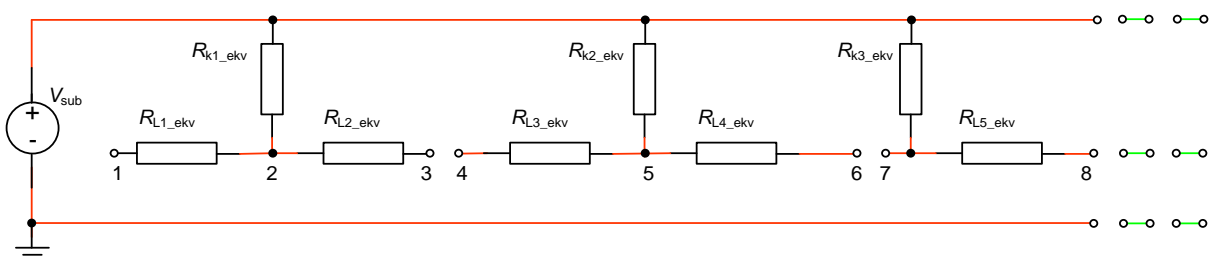 Rk1_ekv
Rk2_ekv
Rk3_ekv
Vsub
+
-
RL1_ekv
RL2_ekv
RL3_ekv
RL4_ekv
RL5_ekv
1 2 3 4 5 6 7 8